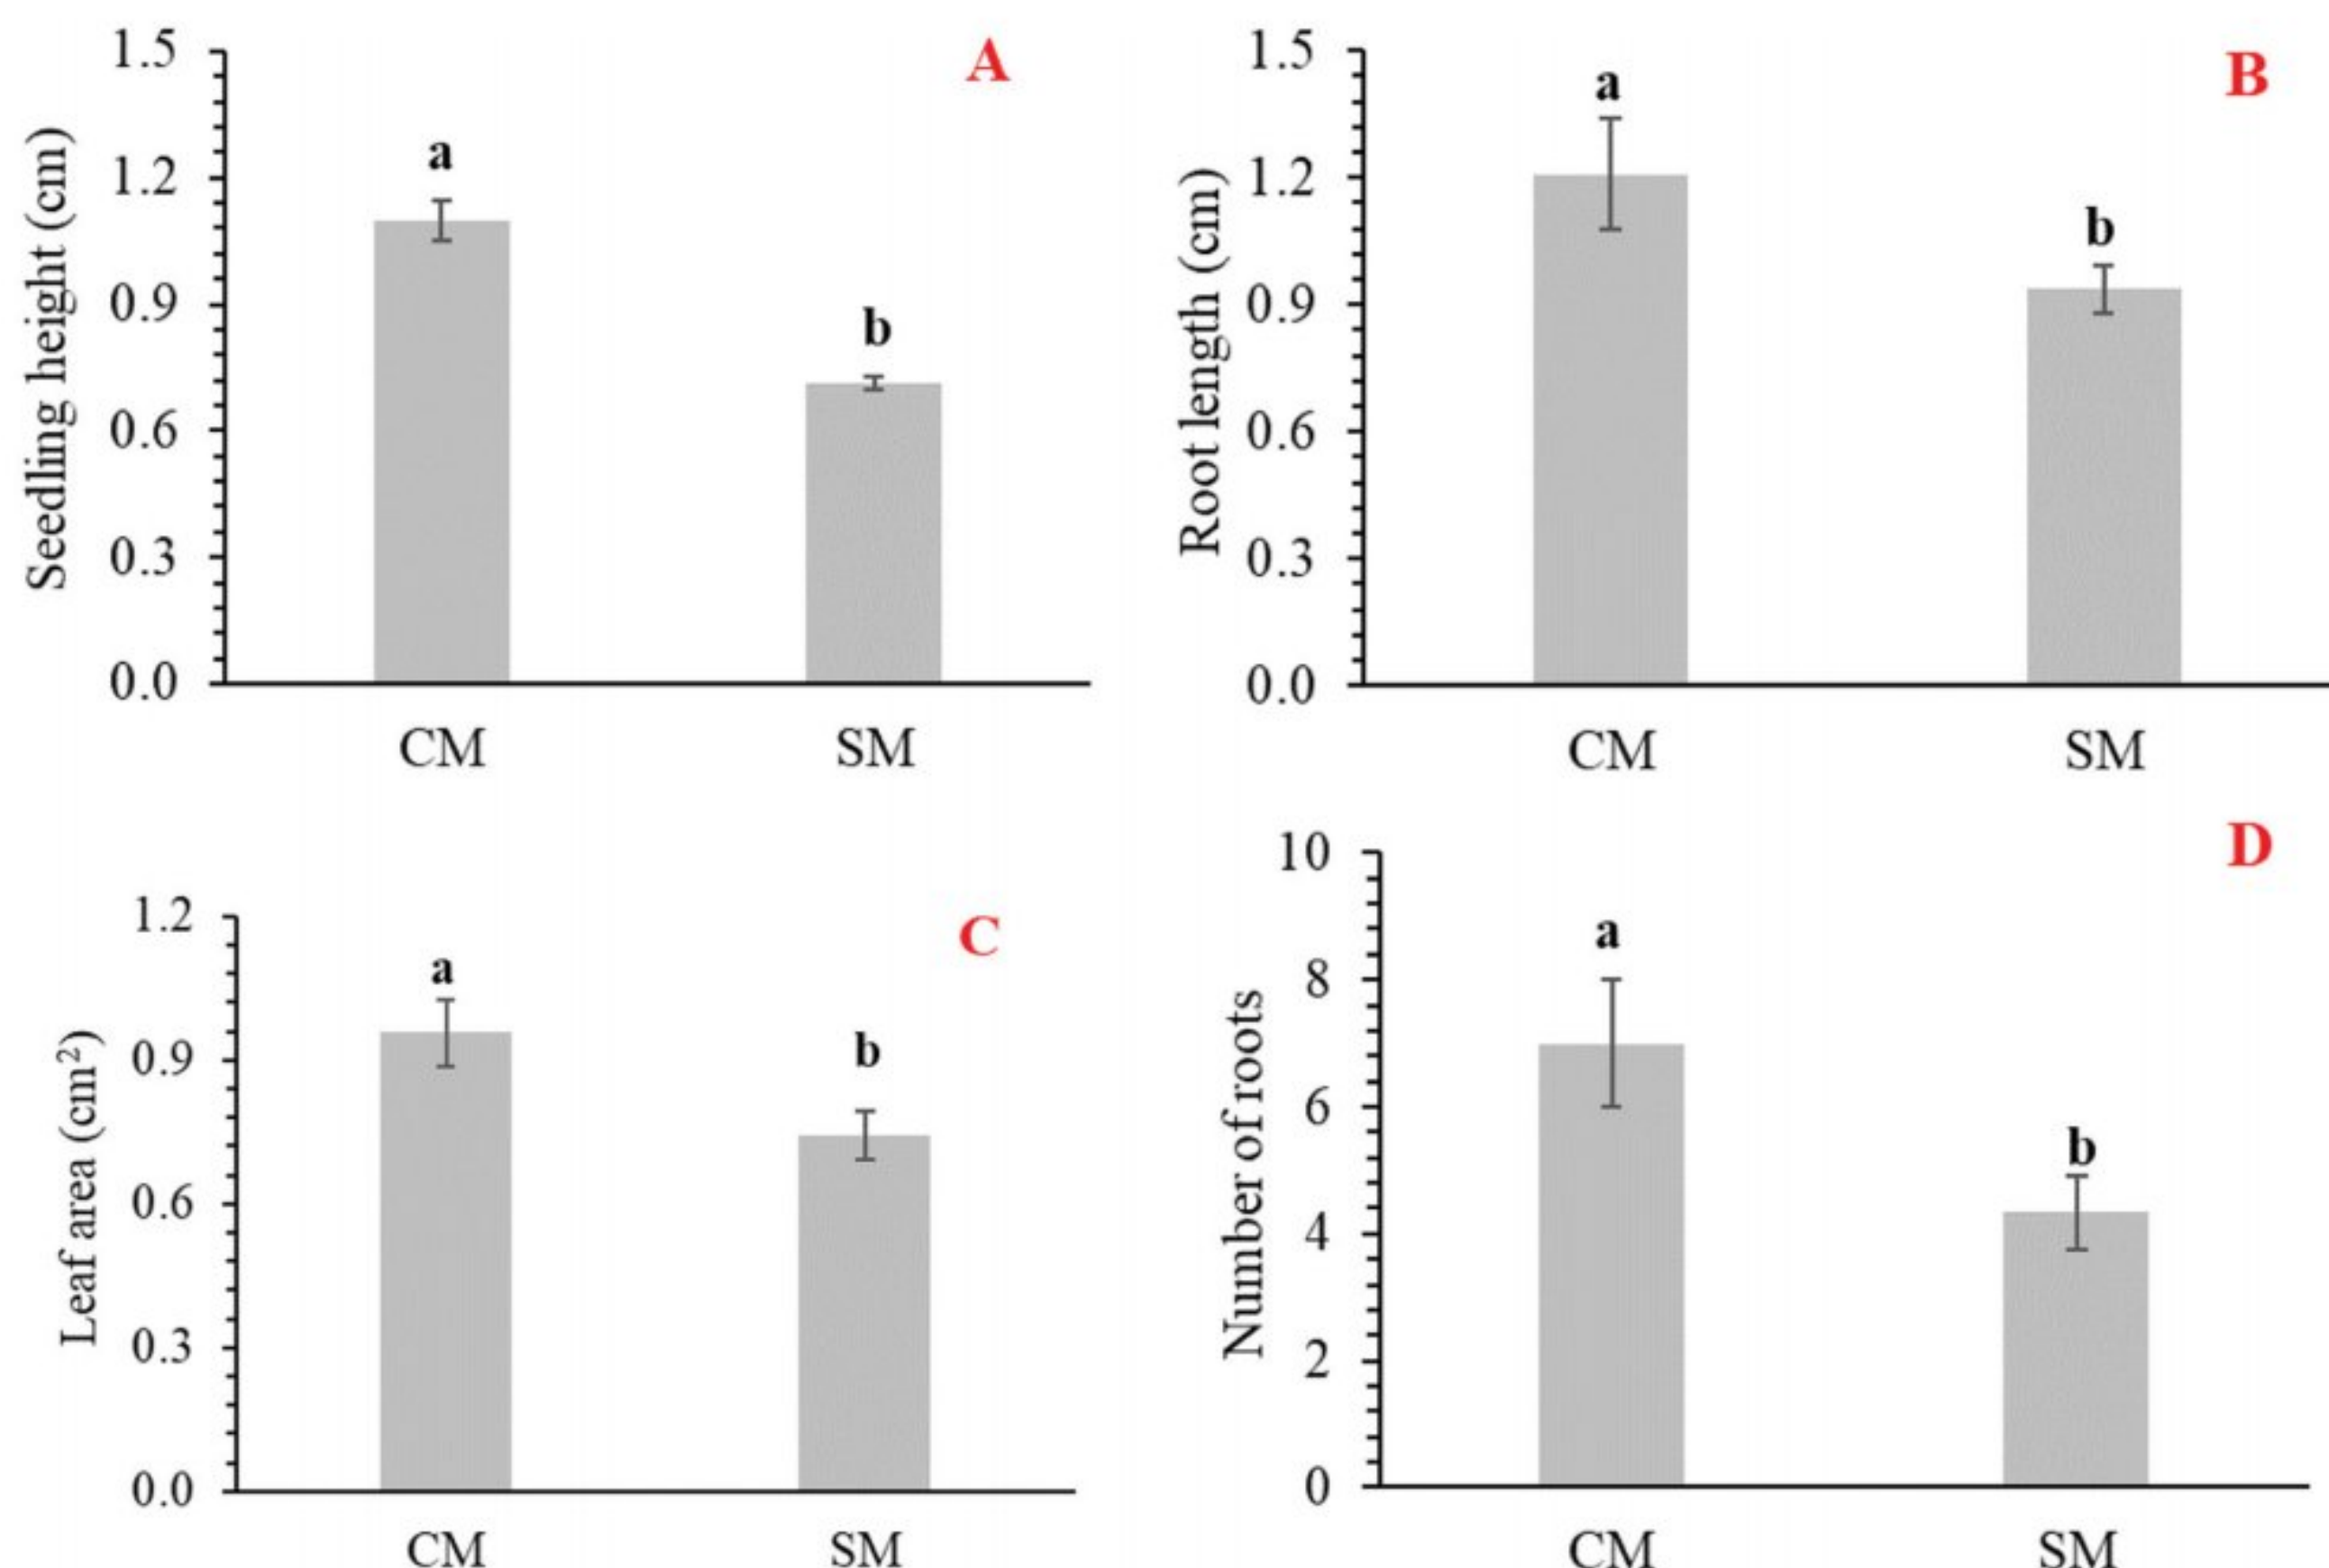 A
Seedling height (cm)
1.5
1.2
0.9
0.6
0.3
0.0
a
b
CM SM
B
Root length (cm)
1.5
1.2
0.9
0.6
0.3
0.0
a
b
CM SM
C
Leaf area (cm²)
1.2
0.9
0.6
0.3
0.0
a
b
CM SM
D
Number of roots
10
8
6
4
2
0
a
b
CM SM